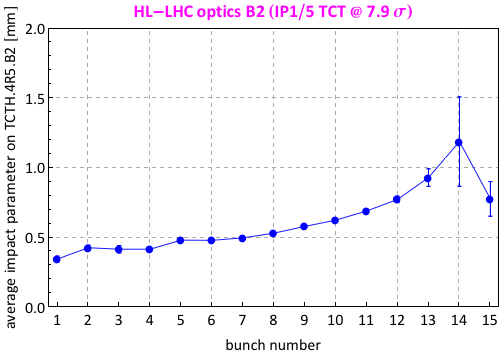 HL−LHC optics B2 (IP1/5 TCT @ 7.9 σ)
average impact parameter on TCTH.4R5.B2 [mm]
2.0
1.5
1.0
0.5
0.0
1 2 3 4 5 6 7 8 9 10 11 12 13 14 15
bunch number